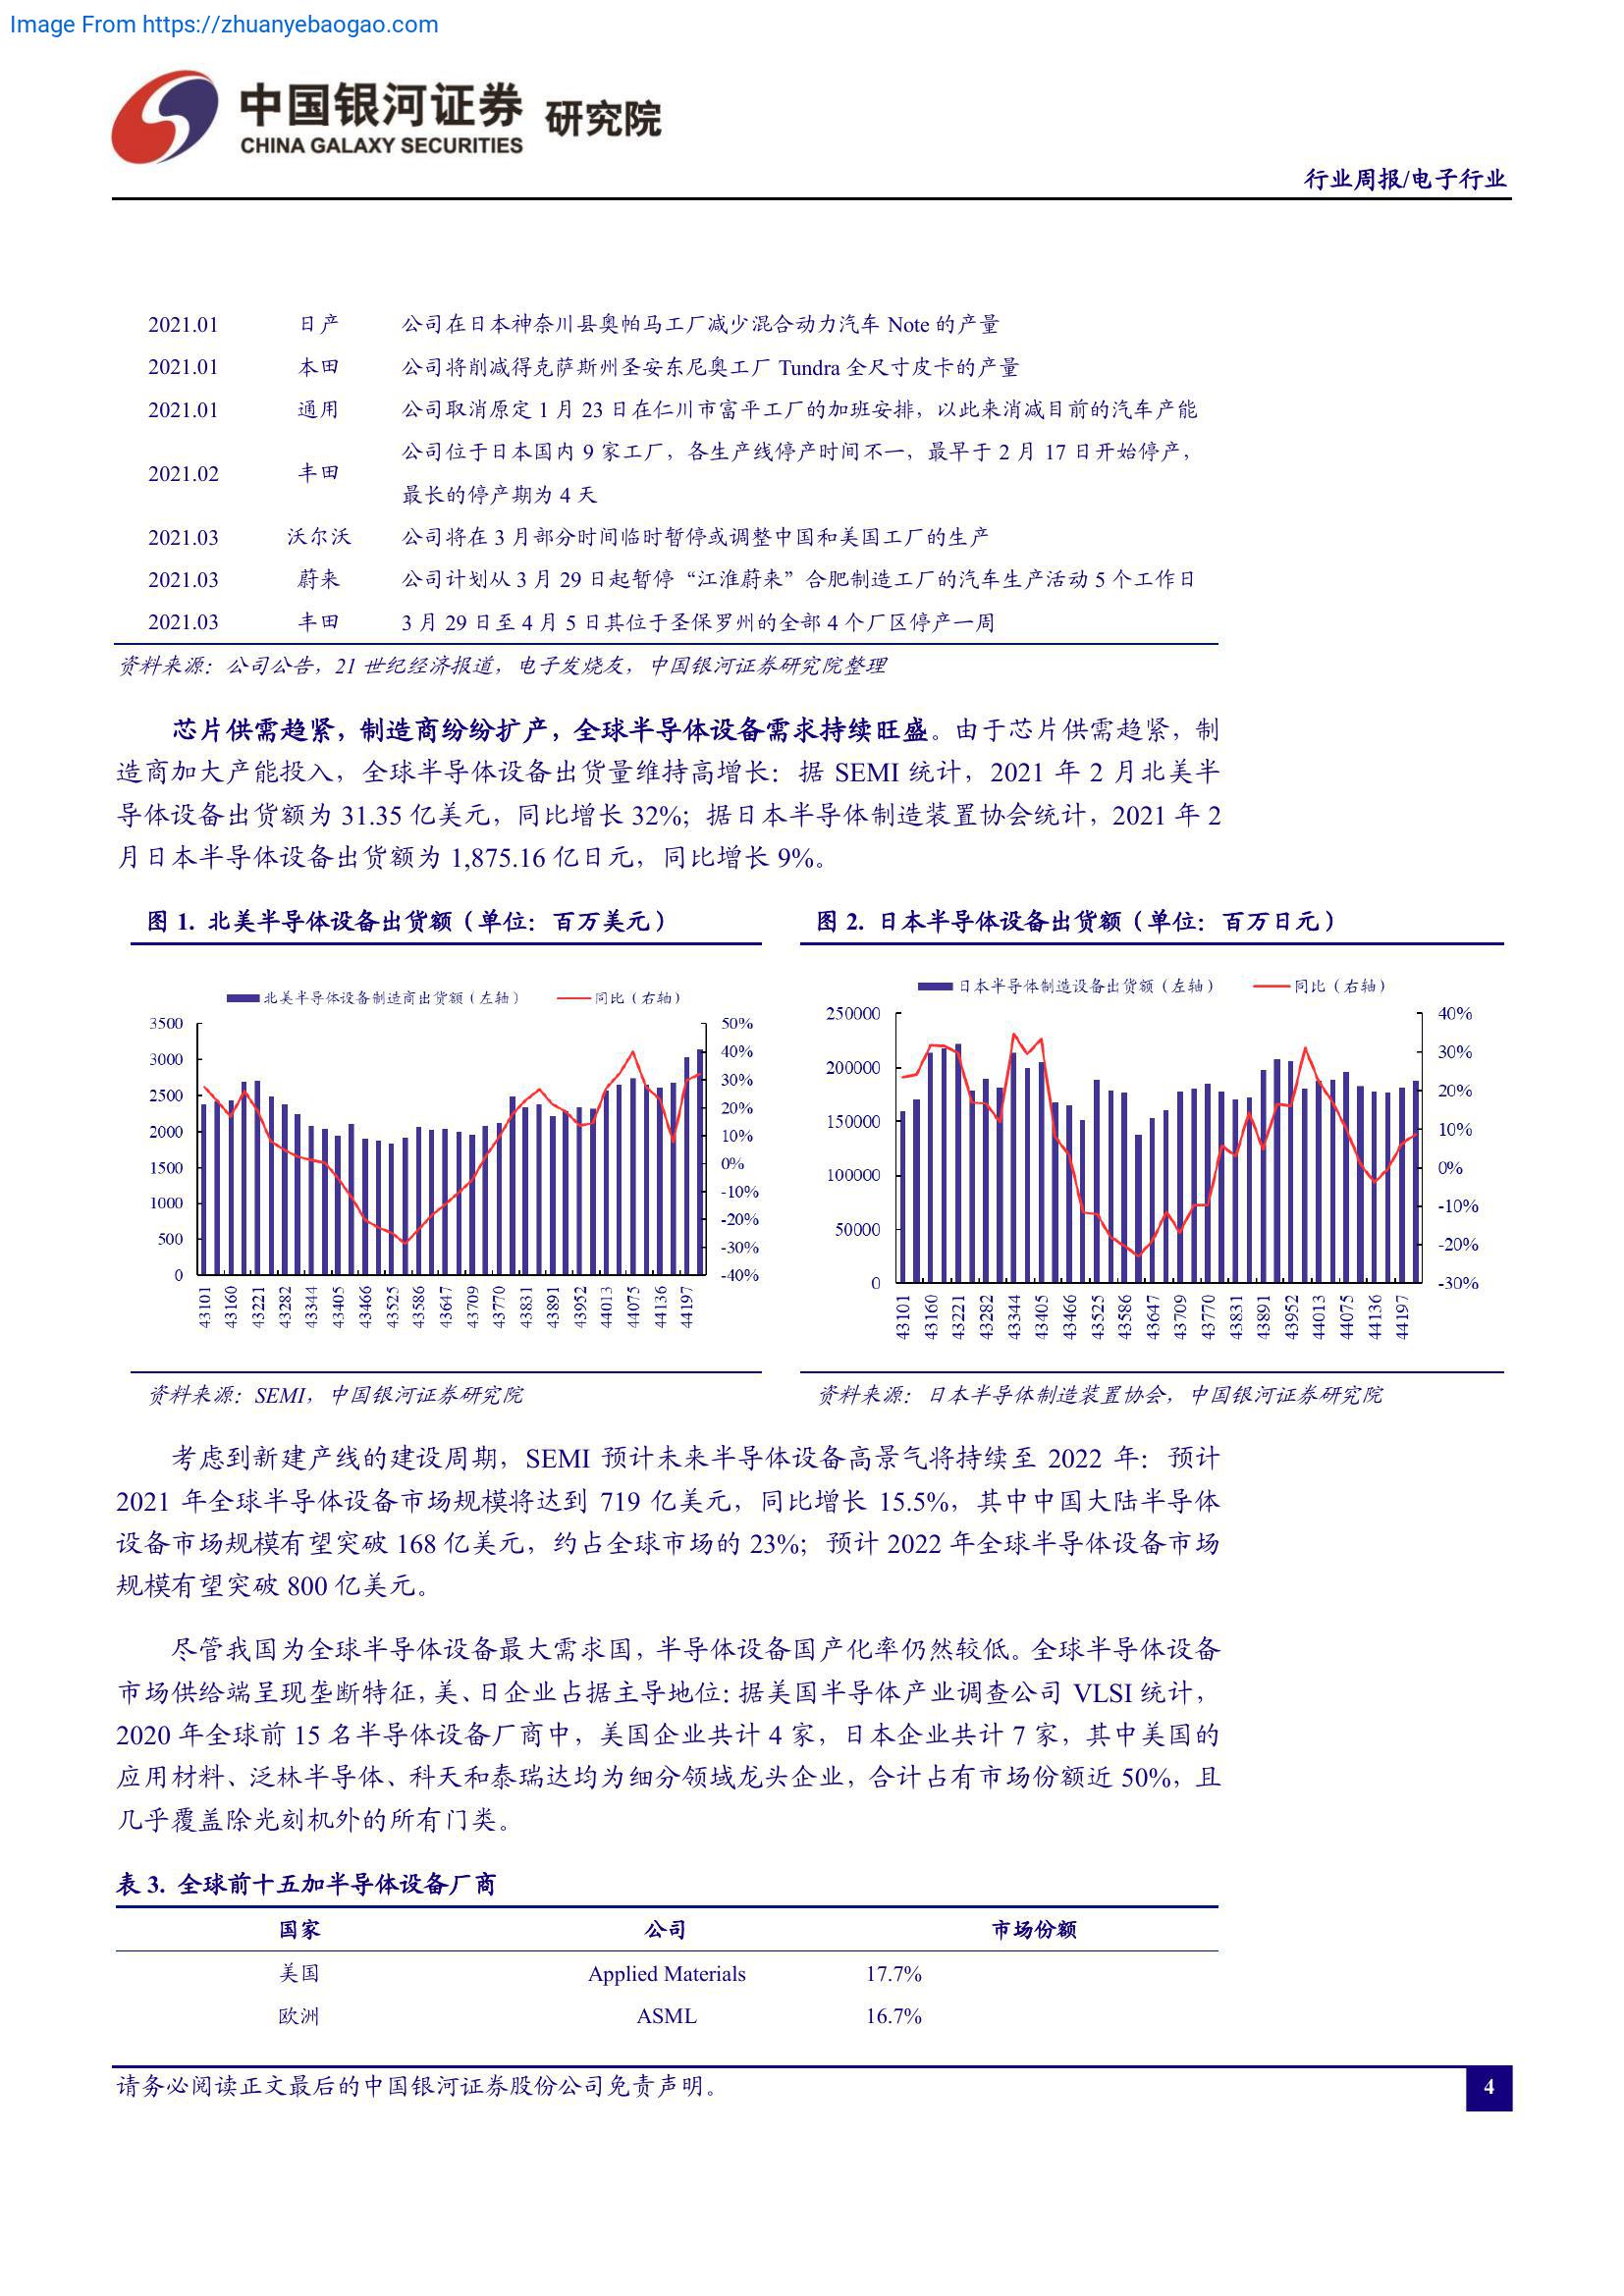 Image From https://zhuanyebaogao.com
中国银河证券 研究院
CHINA GALAXY SECURITIES
行业周报/电子行业
2021.01 日产 公司在日本神奈川县奥帕马工厂减少混合动力汽车 Note 的产量
2021.01 本田 公司将削减得克萨斯州圣安东尼奥工厂 Tundra 全尺寸皮卡的产量
2021.01 通用 公司取消原定 1 月 23 日在仁川市富平工厂的加班安排，以此来消减目前的汽车产能
2021.02 丰田 公司位于日本国内 9 家工厂，各生产线停产时间不一，最早于 2 月 17 日开始停产，
最长的停产期为 4 天
2021.03 沃尔沃 公司将在 3 月部分时间临时暂停或调整中国和美国工厂的生产
2021.03 蔚来 公司计划从 3 月 29 日起暂停“江淮蔚来”合肥制造工厂的汽车生产活动 5 个工作日
2021.03 丰田 3 月 29 日至 4 月 5 日其位于圣保罗州的全部 4 个厂区停产一周
资料来源：公司公告，21 世纪经济报道，电子发烧友，中国银河证券研究院整理
芯片供需趋紧，制造商纷纷扩产，全球半导体设备需求持续旺盛。由于芯片供需趋紧，制
造商加大产能投入，全球半导体设备出货量维持高增长：据 SEMI 统计，2021 年 2 月北美半
导体设备出货额为 31.35 亿美元，同比增长 32%；据日本半导体制造装置协会统计，2021 年 2
月日本半导体设备出货额为 1,875.16 亿日元，同比增长 9%。
图 1. 北美半导体设备出货额（单位：百万美元）
北美半导体设备制造商出货额（左轴） 同比（右轴）
3500
3000
2500
2000
1500
1000
500
0
50%
40%
30%
20%
10%
0%
-10%
-20%
-30%
-40%
43101 43160 43221 43282 43344 43405 43466 43525 43586 43647 43709 43770 43831 43891 43952 44013 44075 44136 44197
资料来源：SEMI，中国银河证券研究院
图 2. 日本半导体设备出货额（单位：百万日元）
日本半导体制造设备出货额（左轴） 同比（右轴）
250000
200000
150000
100000
50000
0
40%
30%
20%
10%
0%
-10%
-20%
-30%
43101 43160 43221 43282 43344 43405 43466 43525 43586 43647 43709 43770 43831 43891 43952 44013 44075 44136 44197
资料来源：日本半导体制造装置协会，中国银河证券研究院
考虑到新建产线的建设周期，SEMI 预计未来半导体设备高景气将持续至 2022 年：预计
2021 年全球半导体设备市场规模将达到 719 亿美元，同比增长 15.5%，其中中国大陆半导体
设备市场规模有望突破 168 亿美元，约占全球市场的 23%；预计 2022 年全球半导体设备市场
规模有望突破 800 亿美元。
尽管我国为全球半导体设备最大需求国，半导体设备国产化率仍然较低。全球半导体设备
市场供给端呈现垄断特征，美、日企业占据主导地位：据美国半导体产业调查公司 VLSI 统计，
2020 年全球前 15 名半导体设备厂商中，美国企业共计 4 家，日本企业共计 7 家，其中美国的
应用材料、泛林半导体、科天和泰瑞达均为细分领域龙头企业，合计占有市场份额近 50%，且
几乎覆盖除光刻机外的所有门类。
表 3. 全球前十五加半导体设备厂商
国家 公司 市场份额
美国 Applied Materials 17.7%
欧洲 ASML 16.7%
请务必阅读正文最后的中国银河证券股份公司免责声明。
4